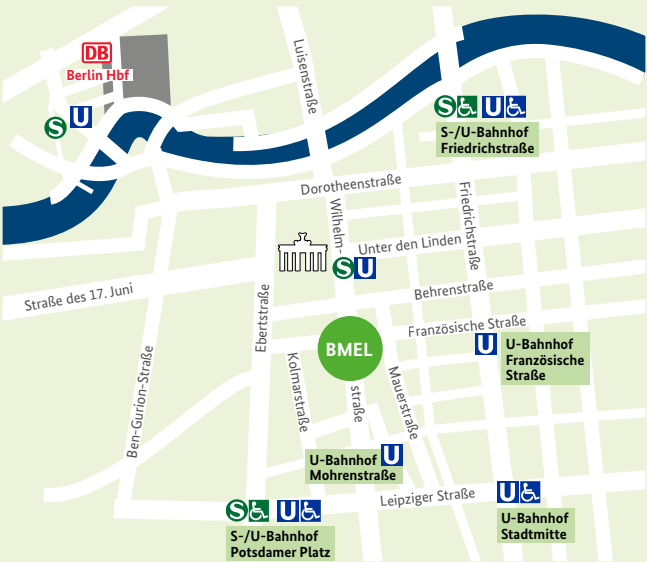 DB
Berlin Hbf
S
U
Luisenstraße
S U
S-/U-Bahnhof
Friedrichstraße
Dorotheenstraße
Wilhelm-
Friedrichstraße
Unter den Linden
S U
Straße des 17. Juni
Ebertstraße
Behrenstraße
Französische Straße
BMEL
U
U-Bahnhof
Französische
Straße
Ben-Gurion-Straße
Kolmarstraße
straße
Mauerstraße
U-Bahnhof
Mohrenstraße
U
Leipziger Straße
U
U-Bahnhof
Stadtmitte
S U
S-/U-Bahnhof
Potsdamer Platz